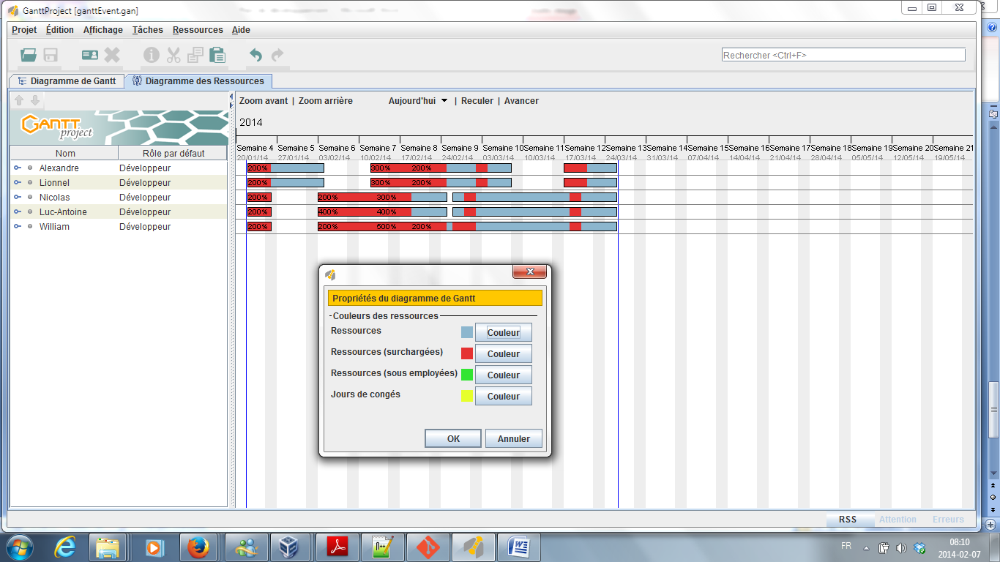 GanttProject [ganttEvent.gan]
Projet Édition Affichage Tâches Ressources Aide
Rechercher <Ctrl+F>
Diagramme de Gantt Diagramme des Ressources
Zoom avant | Zoom arrière Aujourd'hui | Reculer | Avancer
GANTT project
2014
Nom Rôle par défaut
Semaine 4 Semaine 5 Semaine 6 Semaine 7 Semaine 8 Semaine 9 Semaine 10 Semaine 11 Semaine 12 Semaine 13 Semaine 14 Semaine 15 Semaine 16 Semaine 17 Semaine 18 Semaine 19 Semaine 20 Semaine 21
20/01/14 27/01/14 03/02/14 10/02/14 17/02/14 24/02/14 03/03/14 10/03/14 17/03/14 24/03/14 31/03/14 07/04/14 14/04/14 21/04/14 28/04/14 05/05/14 12/05/14 19/05/14
Alexandre Développeur 200% 300% 200%
Lionnel Développeur 200% 300% 200%
Nicolas Développeur 200% 200% 300%
Luc-Antoine Développeur 200% 400% 400%
William Développeur 200% 200% 500% 200%
Propriétés du diagramme de Gantt
Couleurs des ressources
Ressources Couleur
Ressources (surchargées) Couleur
Ressources (sous employées) Couleur
Jours de congés Couleur
OK Annuler
RSS Attention Erreurs
FR 08:10
2014-02-07